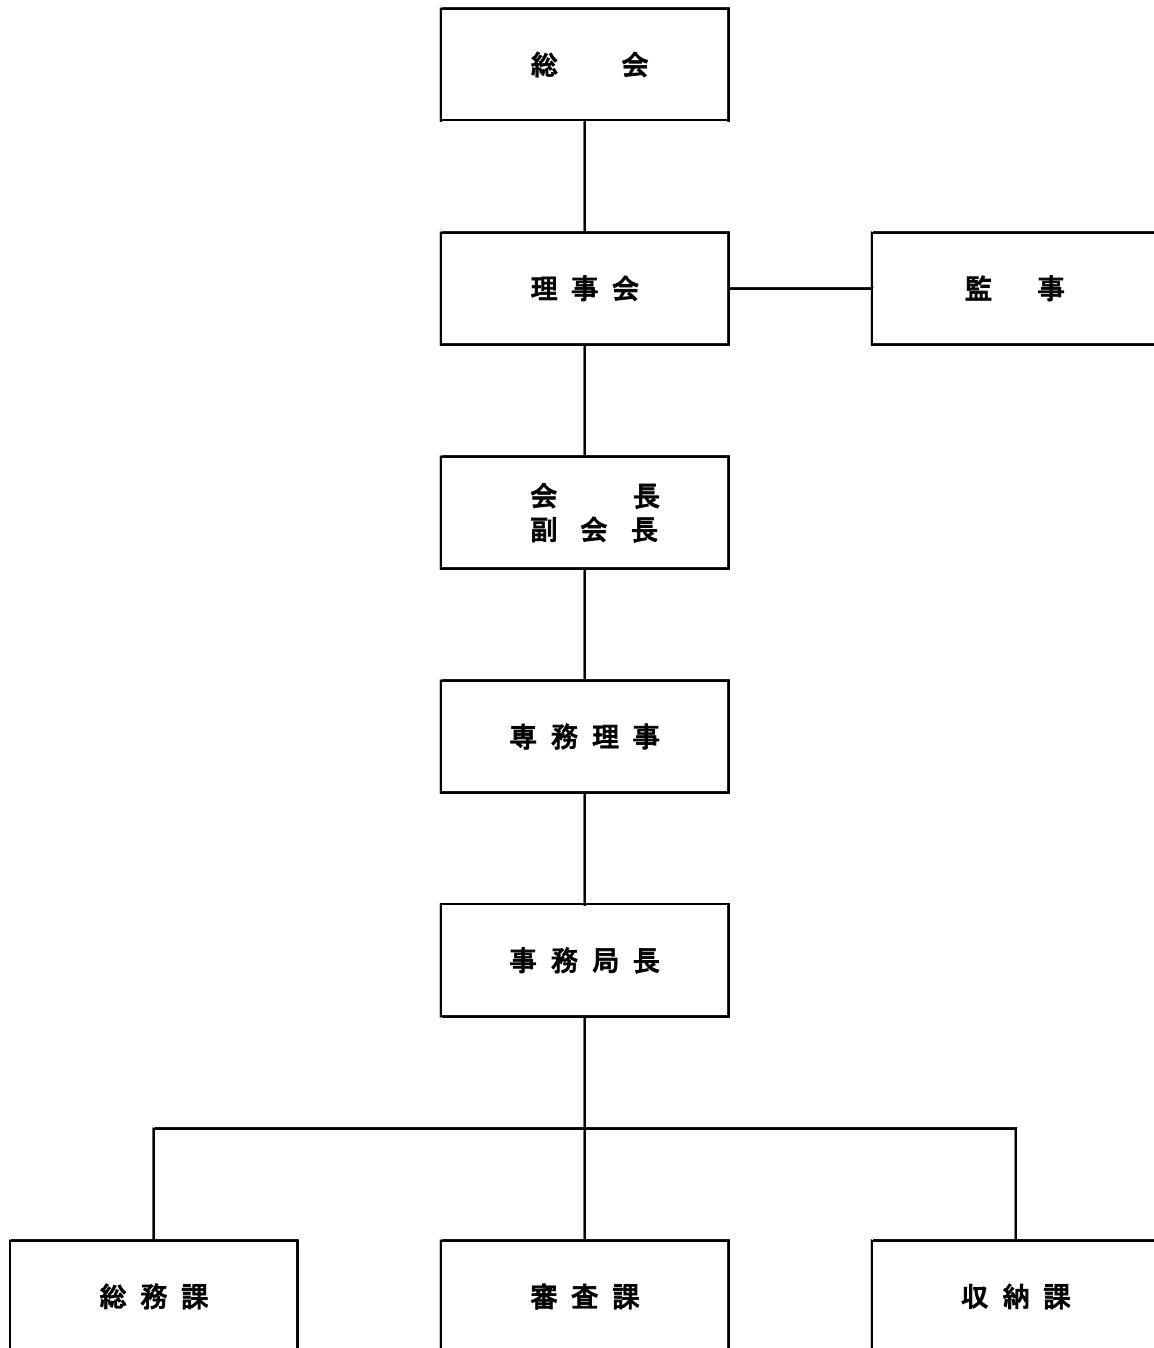 総会
理事会
監事
会長
副会長
専務理事
事務局長
総務課
審査課
収納課